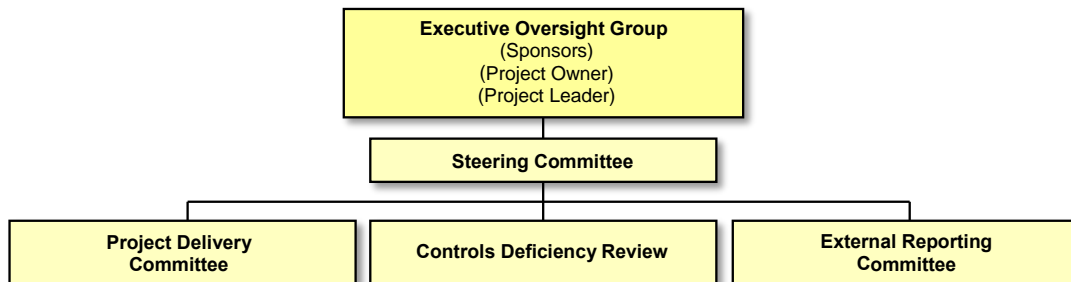 Executive Oversight Group
(Sponsors)
(Project Owner)
(Project Leader)
Steering Committee
Project Delivery
Committee
Controls Deficiency Review
External Reporting
Committee